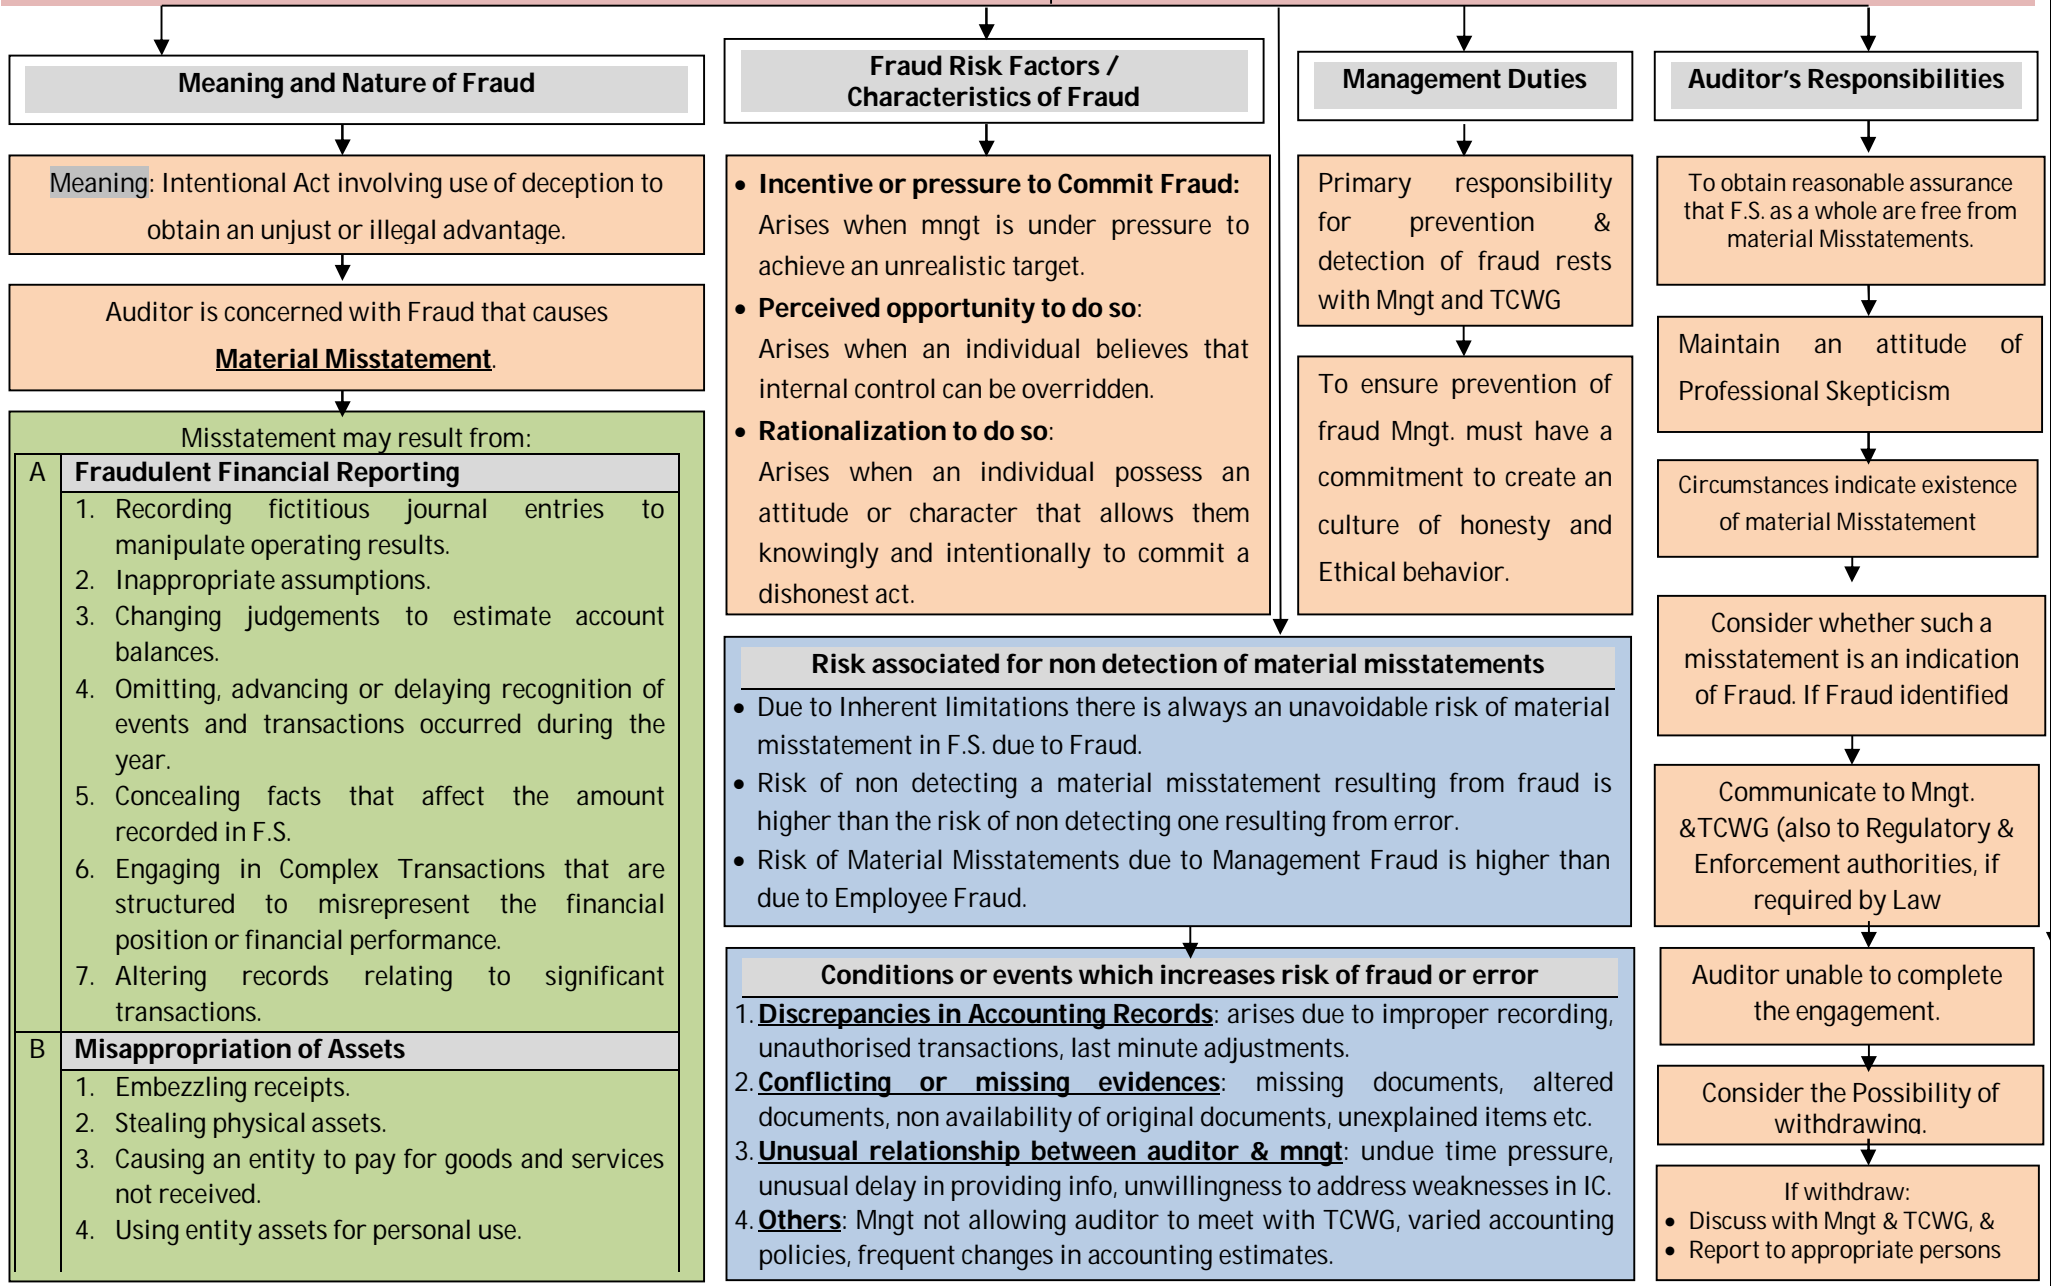 Meaning and Nature of Fraud
Meaning: Intentional Act involving use of deception to
obtain an unjust or illegal advantage.
Auditor is concerned with Fraud that causes
Material Misstatement.
Misstatement may result from:
A Fraudulent Financial Reporting
1. Recording fictitious journal entries to
manipulate operating results.
2. Inappropriate assumptions.
3. Changing judgements to estimate account
balances.
4. Omitting, advancing or delaying recognition of
events and transactions occurred during the
year.
5. Concealing facts that affect the amount
recorded in F.S.
6. Engaging in Complex Transactions that are
structured to misrepresent the financial
position or financial performance.
7. Altering records relating to significant
transactions.
B Misappropriation of Assets
1. Embezzling receipts.
2. Stealing physical assets.
3. Causing an entity to pay for goods and services
not received.
4. Using entity assets for personal use.
Fraud Risk Factors /
Characteristics of Fraud
• Incentive or pressure to Commit Fraud:
Arises when mngt is under pressure to
achieve an unrealistic target.
• Perceived opportunity to do so:
Arises when an individual believes that
internal control can be overridden.
• Rationalization to do so:
Arises when an individual possess an
attitude or character that allows them
knowingly and intentionally to commit a
dishonest act.
Management Duties
Primary responsibility
for prevention &
detection of fraud rests
with Mngt and TCWG
To ensure prevention of
fraud Mngt. must have a
commitment to create an
culture of honesty and
Ethical behavior.
Risk associated for non detection of material misstatements
• Due to Inherent limitations there is always an unavoidable risk of material
misstatement in F.S. due to Fraud.
• Risk of non detecting a material misstatement resulting from fraud is
higher than the risk of non detecting one resulting from error.
• Risk of Material Misstatements due to Management Fraud is higher than
due to Employee Fraud.
Conditions or events which increases risk of fraud or error
1. Discrepancies in Accounting Records: arises due to improper recording,
unauthorised transactions, last minute adjustments.
2. Conflicting or missing evidences: missing documents, altered
documents, non availability of original documents, unexplained items etc.
3. Unusual relationship between auditor & mngt: undue time pressure,
unusual delay in providing info, unwillingness to address weaknesses in IC.
4. Others: Mngt not allowing auditor to meet with TCWG, varied accounting
policies, frequent changes in accounting estimates.
Auditor's Responsibilities
To obtain reasonable assurance
that F.S. as a whole are free from
material Misstatements.
Maintain an attitude of
Professional Skepticism
Circumstances indicate existence
of material Misstatement
Consider whether such a
misstatement is an indication
of Fraud. If Fraud identified
Communicate to Mngt.
&TCWG (also to Regulatory &
Enforcement authorities, if
required by Law
Auditor unable to complete
the engagement.
Consider the Possibility of
withdrawing.
If withdraw:
• Discuss with Mngt & TCWG, &
• Report to appropriate persons